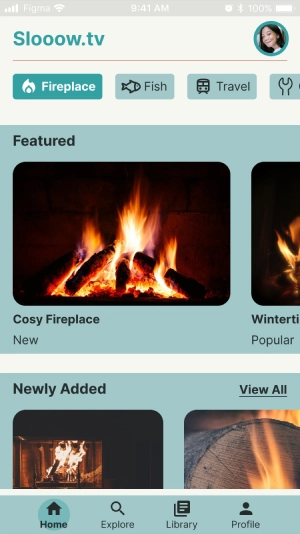 Figma 9:41 AM 100%
Slooow.tv
Fireplace Fish Travel
Featured
Cosy Fireplace Winterti
New Popular
Newly Added View All
Home Explore Library Profile